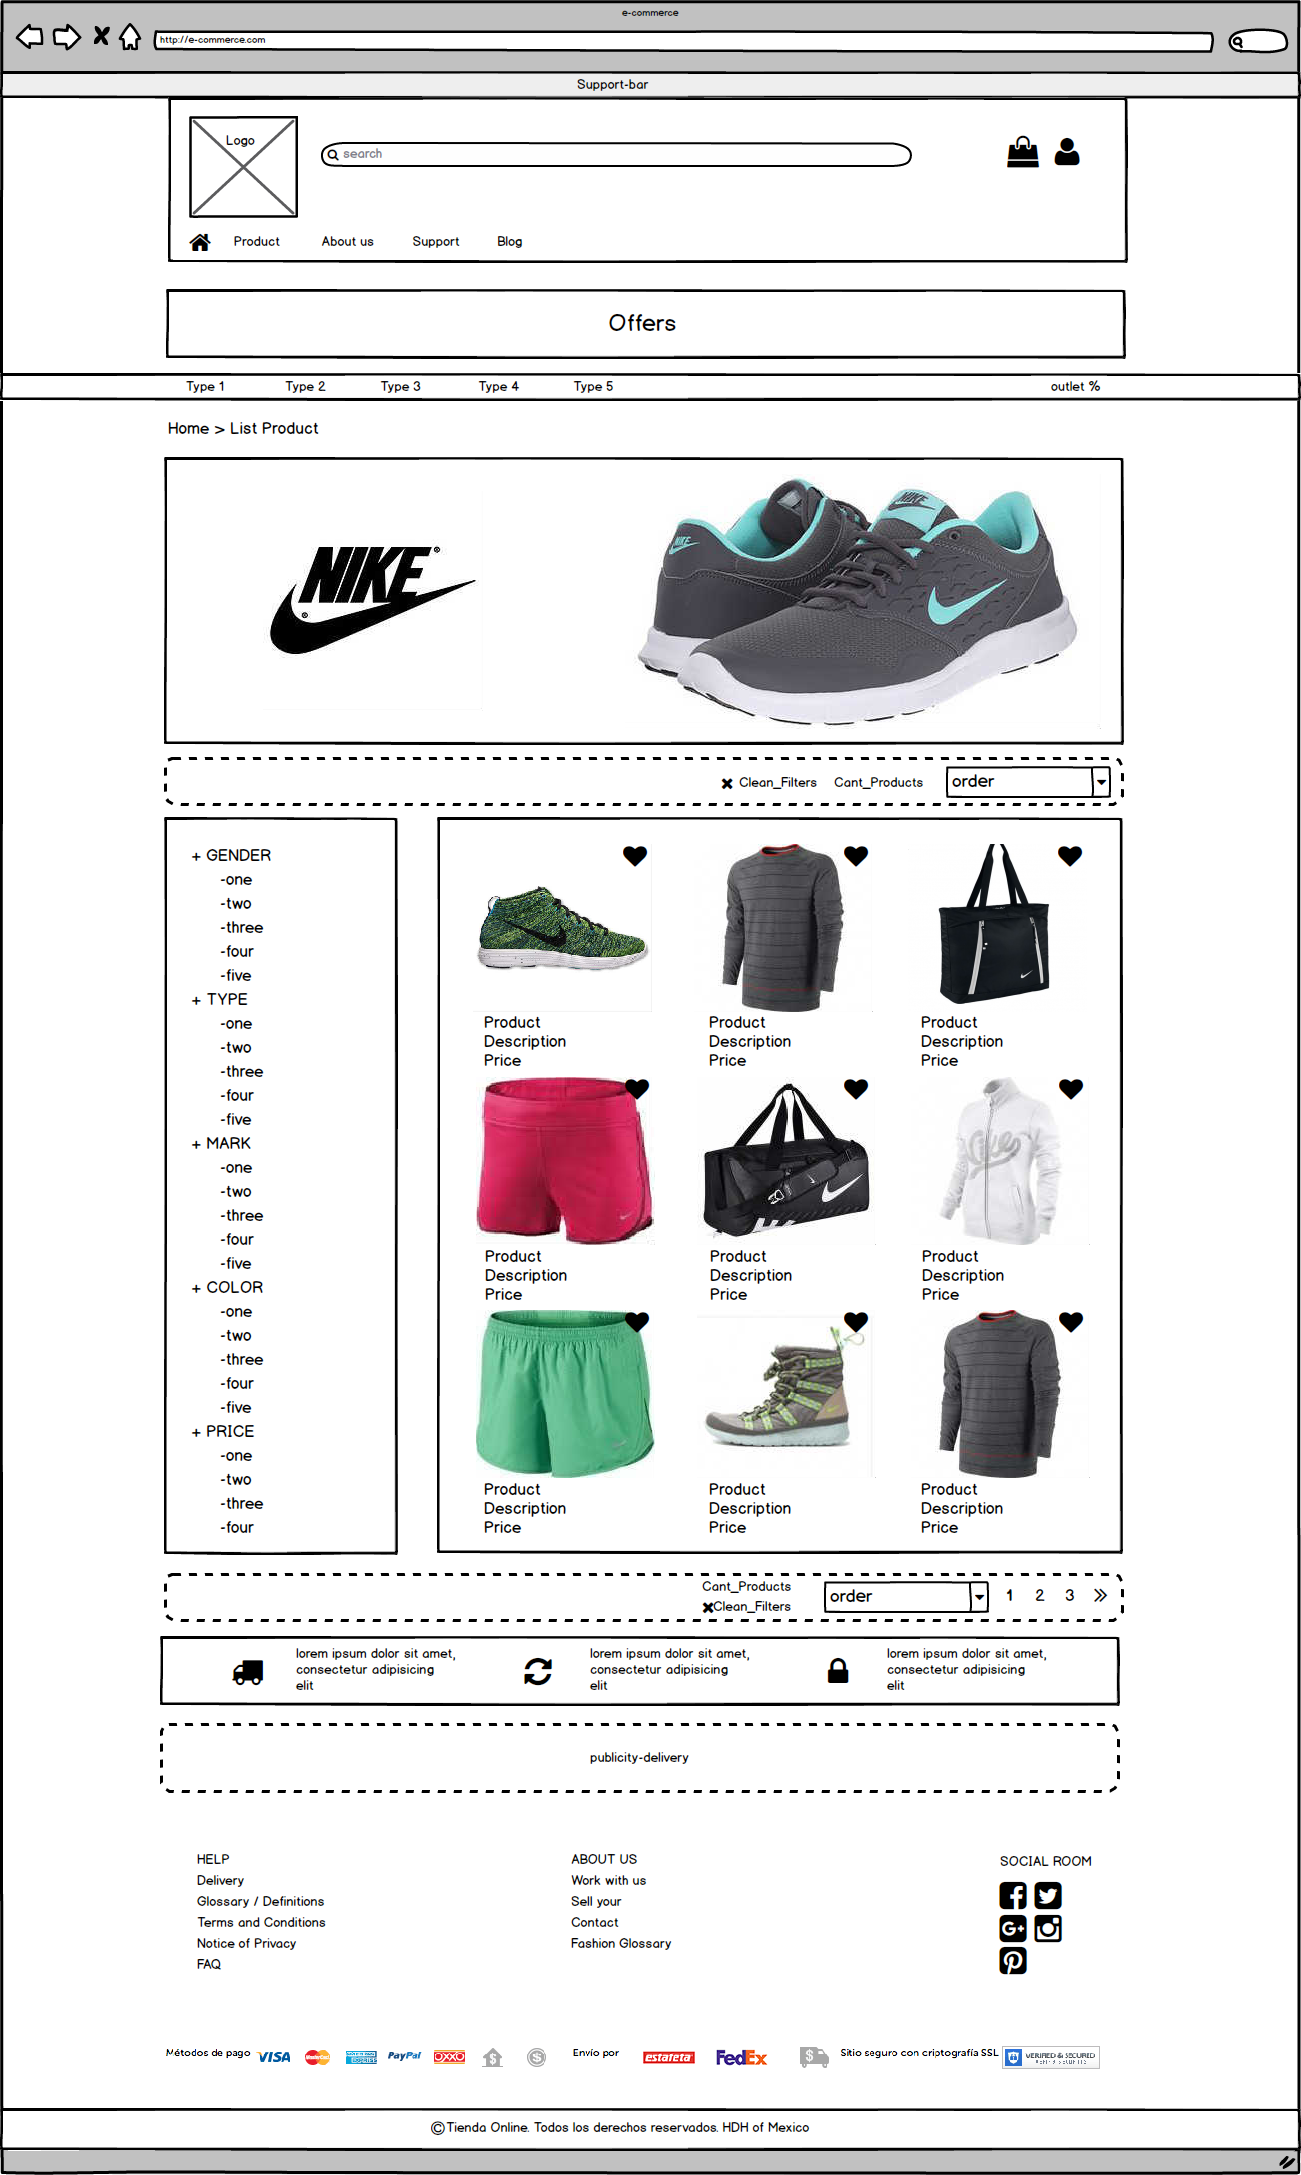 e-commerce
http://e-commerce.com
Support-bar
Logo
search
Product About us Support Blog
Offers
Type 1 Type 2 Type 3 Type 4 Type 5 outlet %
Home > List Product
NIKE
NIKE
NIKE
Clean_Filters Cant_Products order
+ GENDER
-one
-two
-three
-four
-five
+ TYPE
-one
-two
-three
-four
-five
+ MARK
-one
-two
-three
-four
-five
+ COLOR
-one
-two
-three
-four
-five
+ PRICE
-one
-two
-three
-four
Product Product Product
Description Description Description
Price Price Price
Nike
Product Product Product
Description Description Description
Price Price Price
Product Product Product
Description Description Description
Price Price Price
Cant_Products
Clean_Filters
order 1 2 3 »
lorem ipsum dolor sit amet,
consectetur adipisicing
elit
lorem ipsum dolor sit amet,
consectetur adipisicing
elit
lorem ipsum dolor sit amet,
consectetur adipisicing
elit
publicity-delivery
HELP
Delivery
Glossary / Definitions
Terms and Conditions
Notice of Privacy
FAQ
ABOUT US
Work with us
Sell your
Contact
Fashion Glossary
SOCIAL ROOM
Métodos de pago VISA MasterCard PayPal OXXO Envío por estafeta FedEx Sitio seguro con criptografía SSL VERIFIED & SECURED
©Tienda Online. Todos los derechos reservados. HDH of Mexico